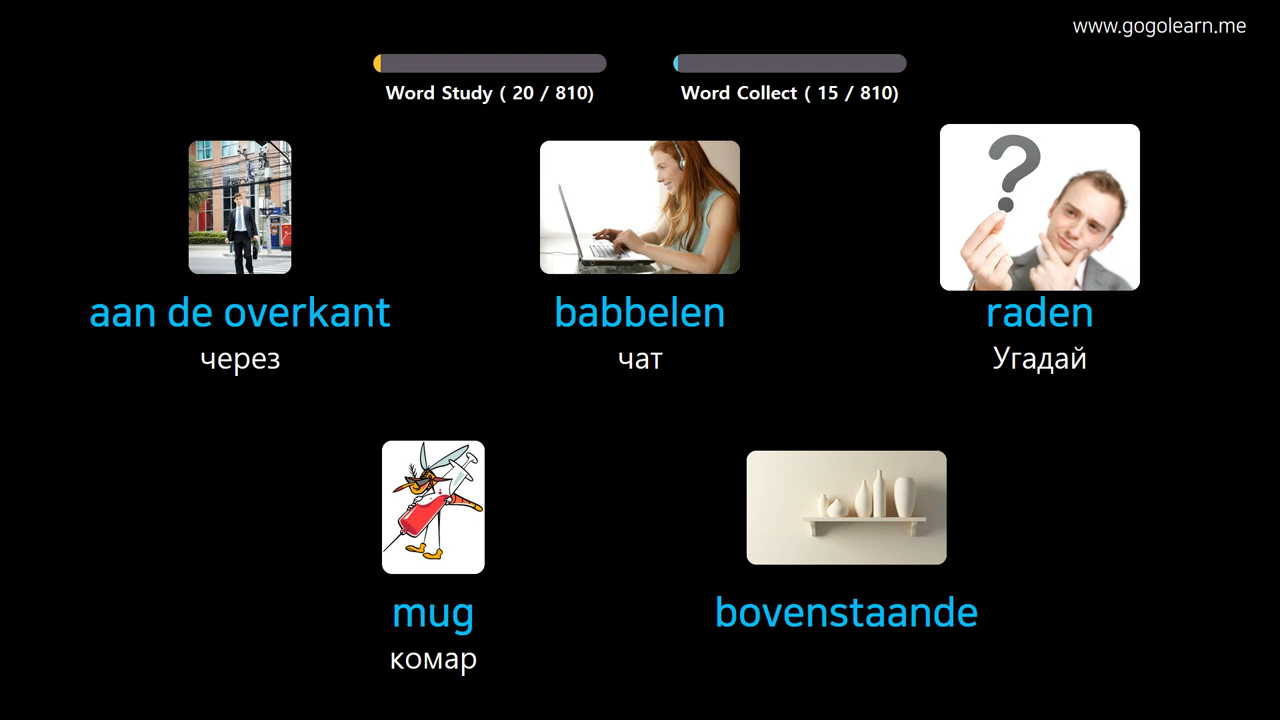 www.gogolearn.me
Word Study ( 20 / 810)
Word Collect ( 15 / 810)
aan de overkant
через
babbelen
чат
raden
Угадай
mug
комар
bovenstaande